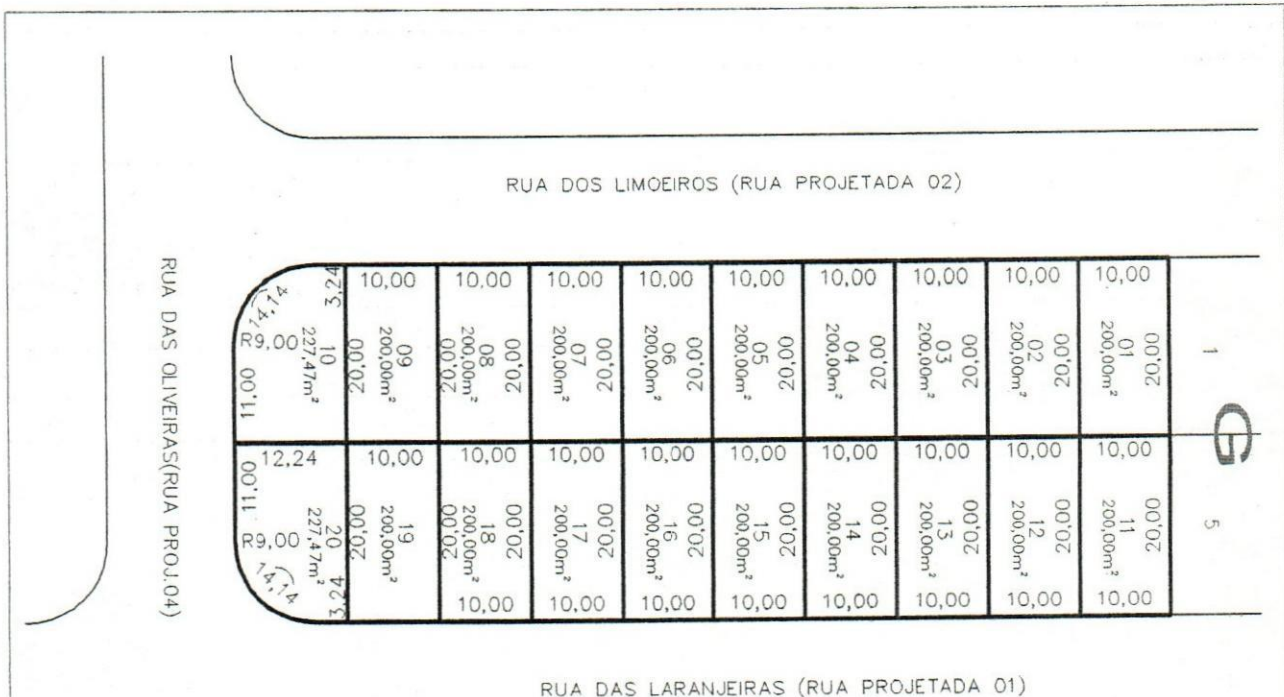 RUA DOS LIMOEIROS (RUA PROJETADA 02)
RUA DAS OLIVEIRAS(RUA PROJ.04)
3,24
10,00
10,00
10,00
10,00
10,00
10,00
10,00
10,00
10,00
14,14
R9,00
10
227,47m²
11,00
20,00
09
200,00m²
20,00
20,00
08
200,00m²
20,00
07
200,00m²
20,00
06
200,00m²
20,00
05
200,00m²
20,00
04
200,00m²
20,00
03
200,00m²
20,00
02
200,00m²
20,00
01
200,00m²
1
G
5
12,24
10,00
10,00
10,00
10,00
10,00
10,00
10,00
10,00
10,00
11,00
R9,00
20
227,47m²
14,14
3,24
20,00
19
200,00m²
20,00
20,00
18
200,00m²
20,00
17
200,00m²
20,00
16
200,00m²
20,00
15
200,00m²
20,00
14
200,00m²
20,00
13
200,00m²
20,00
12
200,00m²
20,00
11
200,00m²
10,00
10,00
10,00
10,00
10,00
10,00
10,00
10,00
RUA DAS LARANJEIRAS (RUA PROJETADA 01)